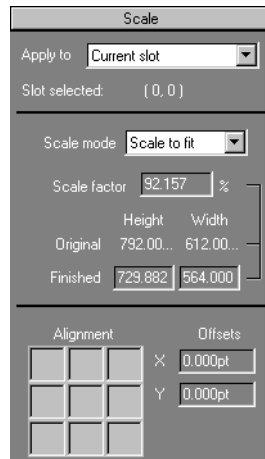 Scale
Apply to Current slot
Slot selected: ( 0, 0 )
Scale mode Scale to fit
Scale factor 92.157 %
Height Width
Original 792.00... 612.00...
Finished 729.882 564.000
Alignment Offsets
X 0.000pt
Y 0.000pt